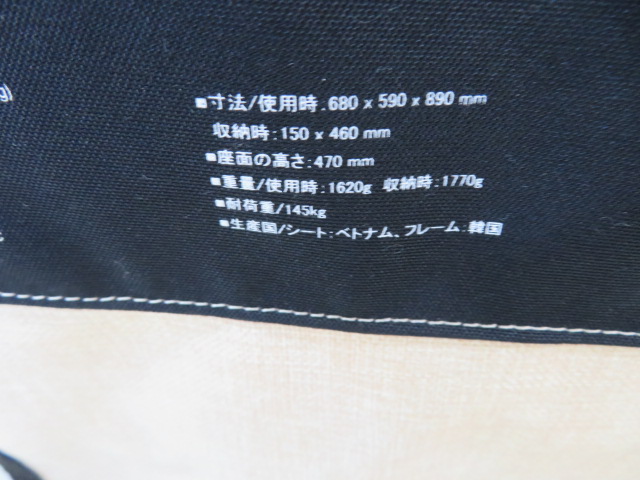 g)
■寸法/使用時:680 x 590 x 890 mm
収納時:150 x 460 mm
■座面の高さ:470 mm
■重量/使用時:1620g 収納時:1770g
■耐荷重/145kg
■生産国/シート:ベトナム、フレーム:韓国